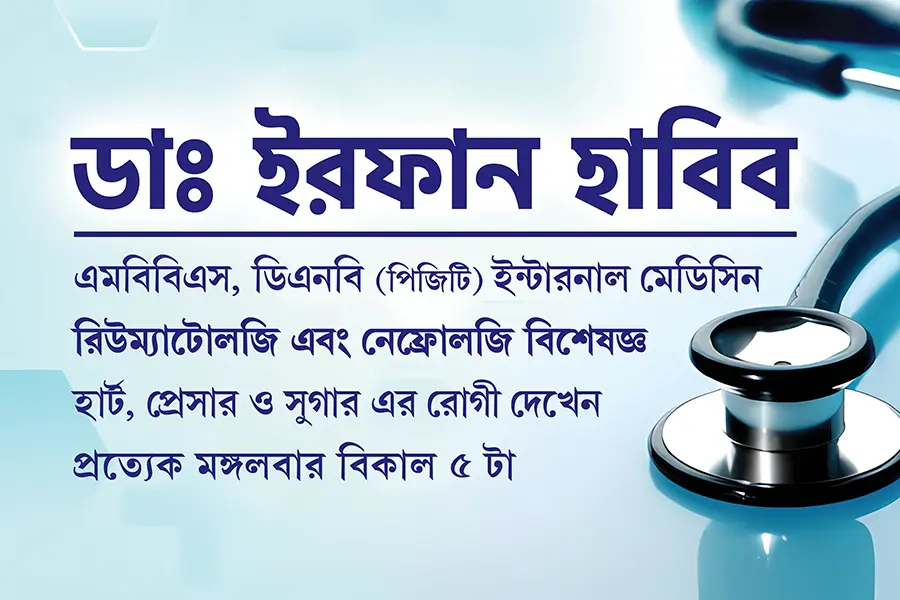 ডাঃ ইরফান হাবিব
এমবিবিএস, ডিএনবি (পিজিটি) ইন্টারনাল মেডিসিন
রিউম্যাটোলজি এবং নেফ্রোলজি বিশেষজ্ঞ
হার্ট, প্রেসার ও সুগার এর রোগী দেখেন
প্রত্যেক মঙ্গলবার বিকাল ৫ টা